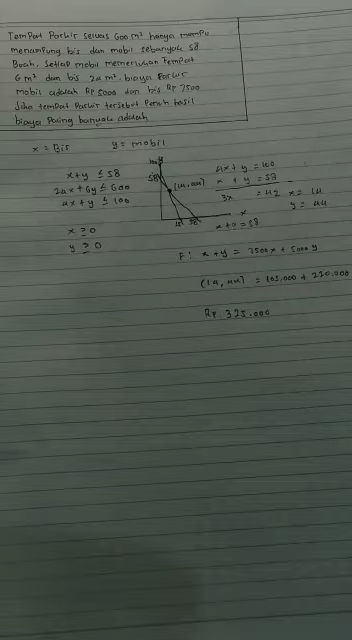 Tempat Parkir seluas 600 m² hanya mampu
menampung bis dan mobil sebanyak 58
Buah. Setiap mobil memerlukan Tempat
6 m² dan bis 24 m². biaya Parkir
mobil adalah Rp 5000 dan bis Rp 7500
Jika tempat Parkir tersebut Penuh hasil
biaya Paling banyak adalah
x = Bis y = mobil
x + y ≤ 58
24x + 6y ≤ 600
4x + y ≤ 100
x ≥ 0
y ≥ 0
100 y
58
(14,44)
x
58
x + y = 58
4x + y = 100
x + y = 58
3x = 42 x = 14
y = 44
F: x + y = 7500x + 5000y
(14, 44) = 105.000 + 220.000
Rp 325.000